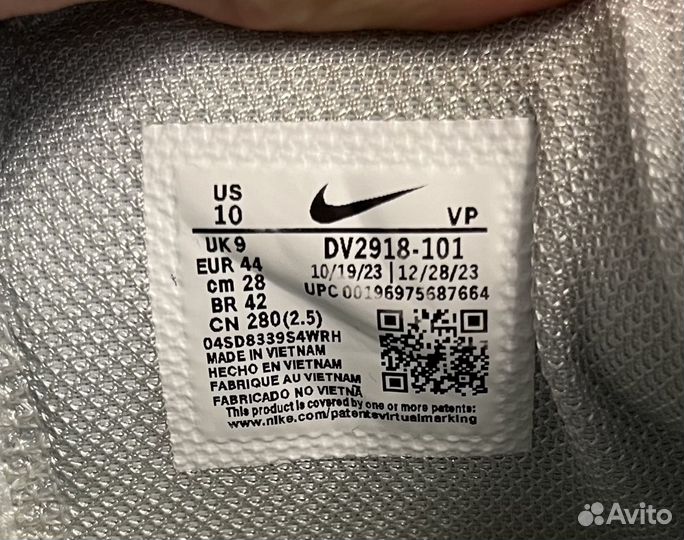 US
10
VP
UK 9
DV2918-101
EUR 44
10/19/23 | 12/28/23
cm 28
UPC 00196975687664
BR 42
CN 280(2.5)
04SD8339S4WRH
MADE IN VIETNAM
HECHO EN VIETNAM
FABRIQUE AU VIETNAM
FABRICADO NO VIETNA
This product is covered by one or more patents:
www.nike.com/patentsvirtualmarking
Avito